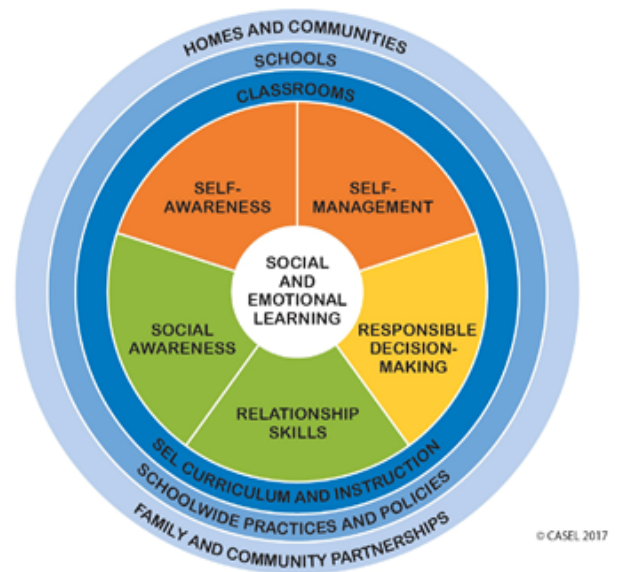 HOMES AND COMMUNITIES
SCHOOLS
CLASSROOMS
SELF-
AWARENESS
SELF-
MANAGEMENT
SOCIAL
AND
EMOTIONAL
LEARNING
SOCIAL
AWARENESS
RESPONSIBLE
DECISION-
MAKING
RELATIONSHIP
SKILLS
SEL CURRICULUM AND INSTRUCTION
SCHOOLWIDE PRACTICES AND POLICIES
FAMILY AND COMMUNITY PARTNERSHIPS
© CASEL 2017